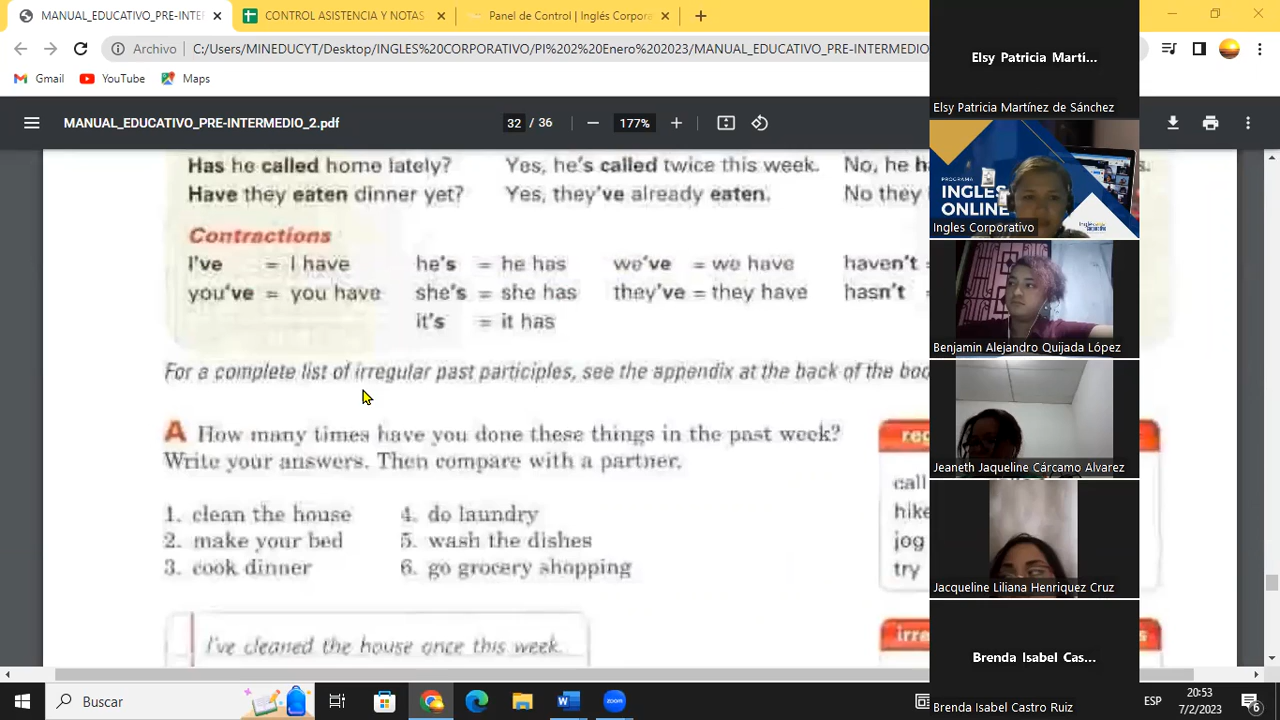 MANUAL_EDUCATIVO_PRE-INTERMEDIO_
CONTROL ASISTENCIA Y NOTAS
Panel de Control | Inglés Corpora
Archivo
C:/Users/MINEDUCYT/Desktop/INGLES%20CORPORATIVO/PI%202%20Enero%202023/MANUAL_EDUCATIVO_PRE-INTERMEDIO
Gmail
YouTube
Maps
MANUAL_EDUCATIVO_PRE-INTERMEDIO_2.pdf
32 / 36
177%
Has he called home lately? Yes, he's called twice this week. No, he
Have they eaten dinner yet? Yes, they've already eaten. No they
Contractions
I've = I have he's = he has we've = we have haven't =
you've = you have she's = she has they've = they have hasn't
it's = it has
For a complete list of irregular past participles, see the appendix at the back of the
A How many times have you done these things in the past week?
Write your answers. Then compare with a partner.
1. clean the house 4. do laundry
2. make your bed 5. wash the dishes
3. cook dinner 6. go grocery shopping
I've cleaned the house once this week.
call
hike
jog
try
Elsy Patricia Martí...
Elsy Patricia Martínez de Sánchez
PROGRAMA
INGLES
ONLINE
Ingles Corporativo
Benjamin Alejandro Quijada López
Jeaneth Jaqueline Cárcamo Alvarez
Jacqueline Liliana Henriquez Cruz
Brenda Isabel Cas...
Brenda Isabel Castro Ruiz
Buscar
ESP
20:53
7/2/2023
6